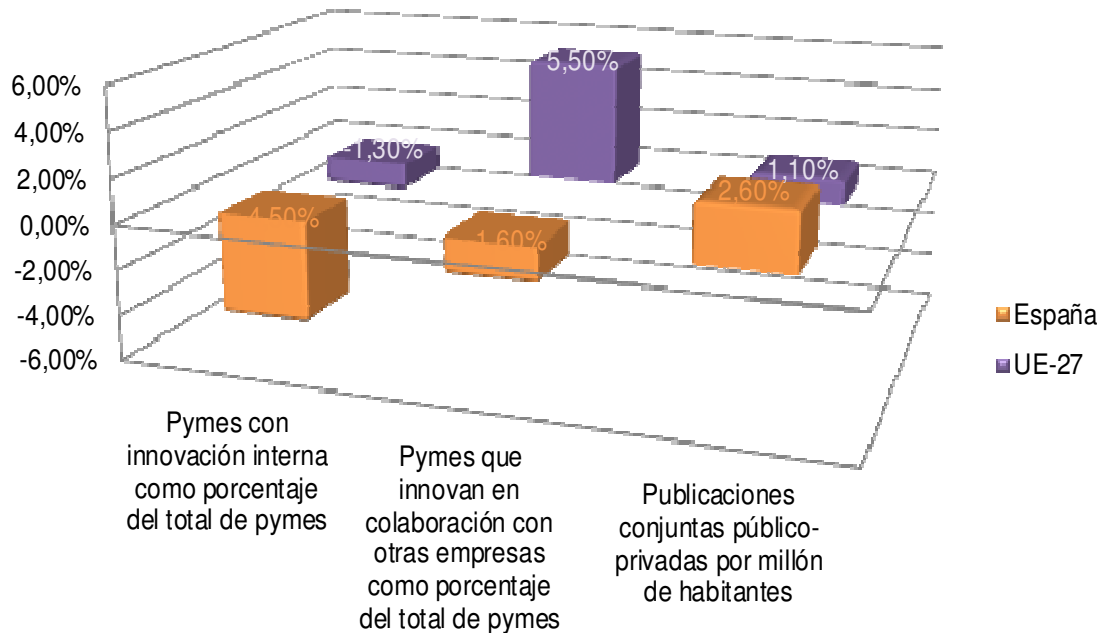 6,00%
4,00%
2,00%
0,00%
-2,00%
-4,00%
-6,00%
-1,30%
5,50%
1,10%
-4,50%
-1,60%
2,60%
España
UE-27
Pymes con
innovación interna
como porcentaje
del total de pymes
Pymes que
innovan en
colaboración con
otras empresas
como porcentaje
del total de pymes
Publicaciones
conjuntas público-
privadas por millón
de habitantes